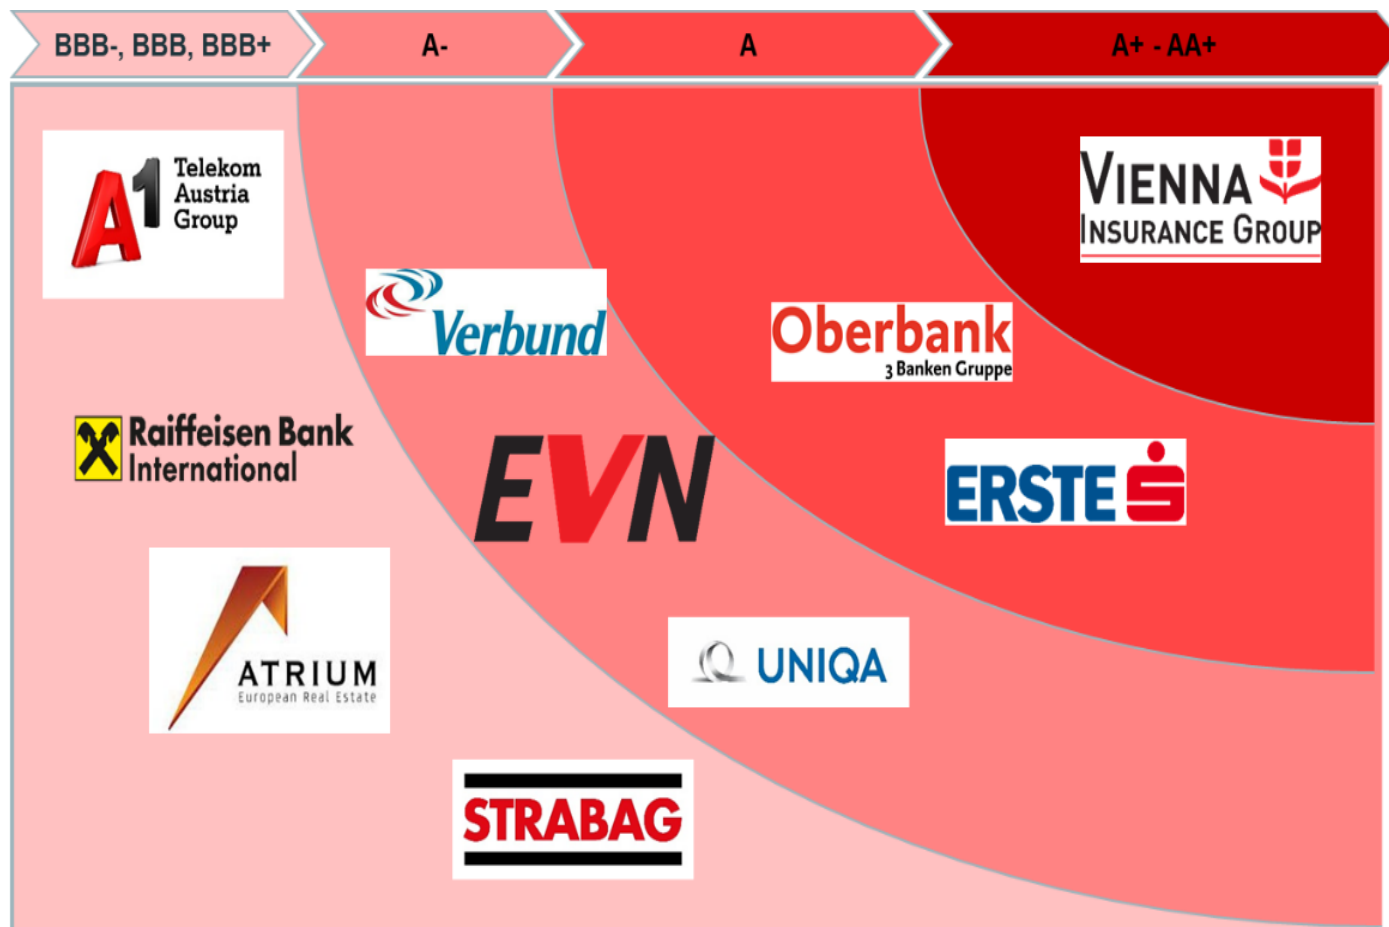 BBB-, BBB, BBB+
A-
A
A+ - AA+
A1 Telekom
Austria
Group
VIENNA
INSURANCE GROUP
Verbund
Oberbank
3 Banken Gruppe
Raiffeisen Bank
International
EVN
ERSTE
ATRIUM
European Real Estate
UNIQA
STRABAG